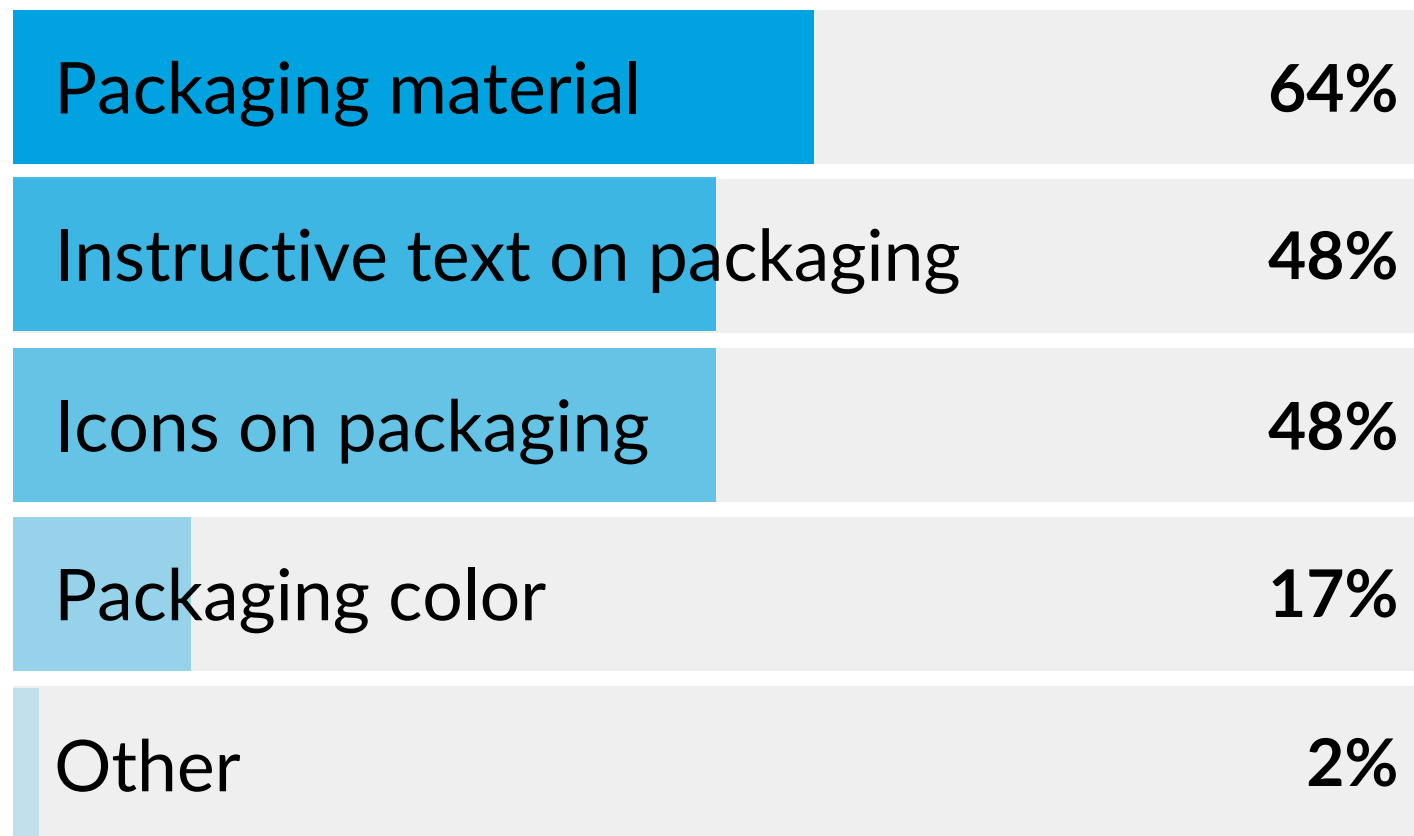 Packaging material 64%
Instructive text on packaging 48%
Icons on packaging 48%
Packaging color 17%
Other 2%